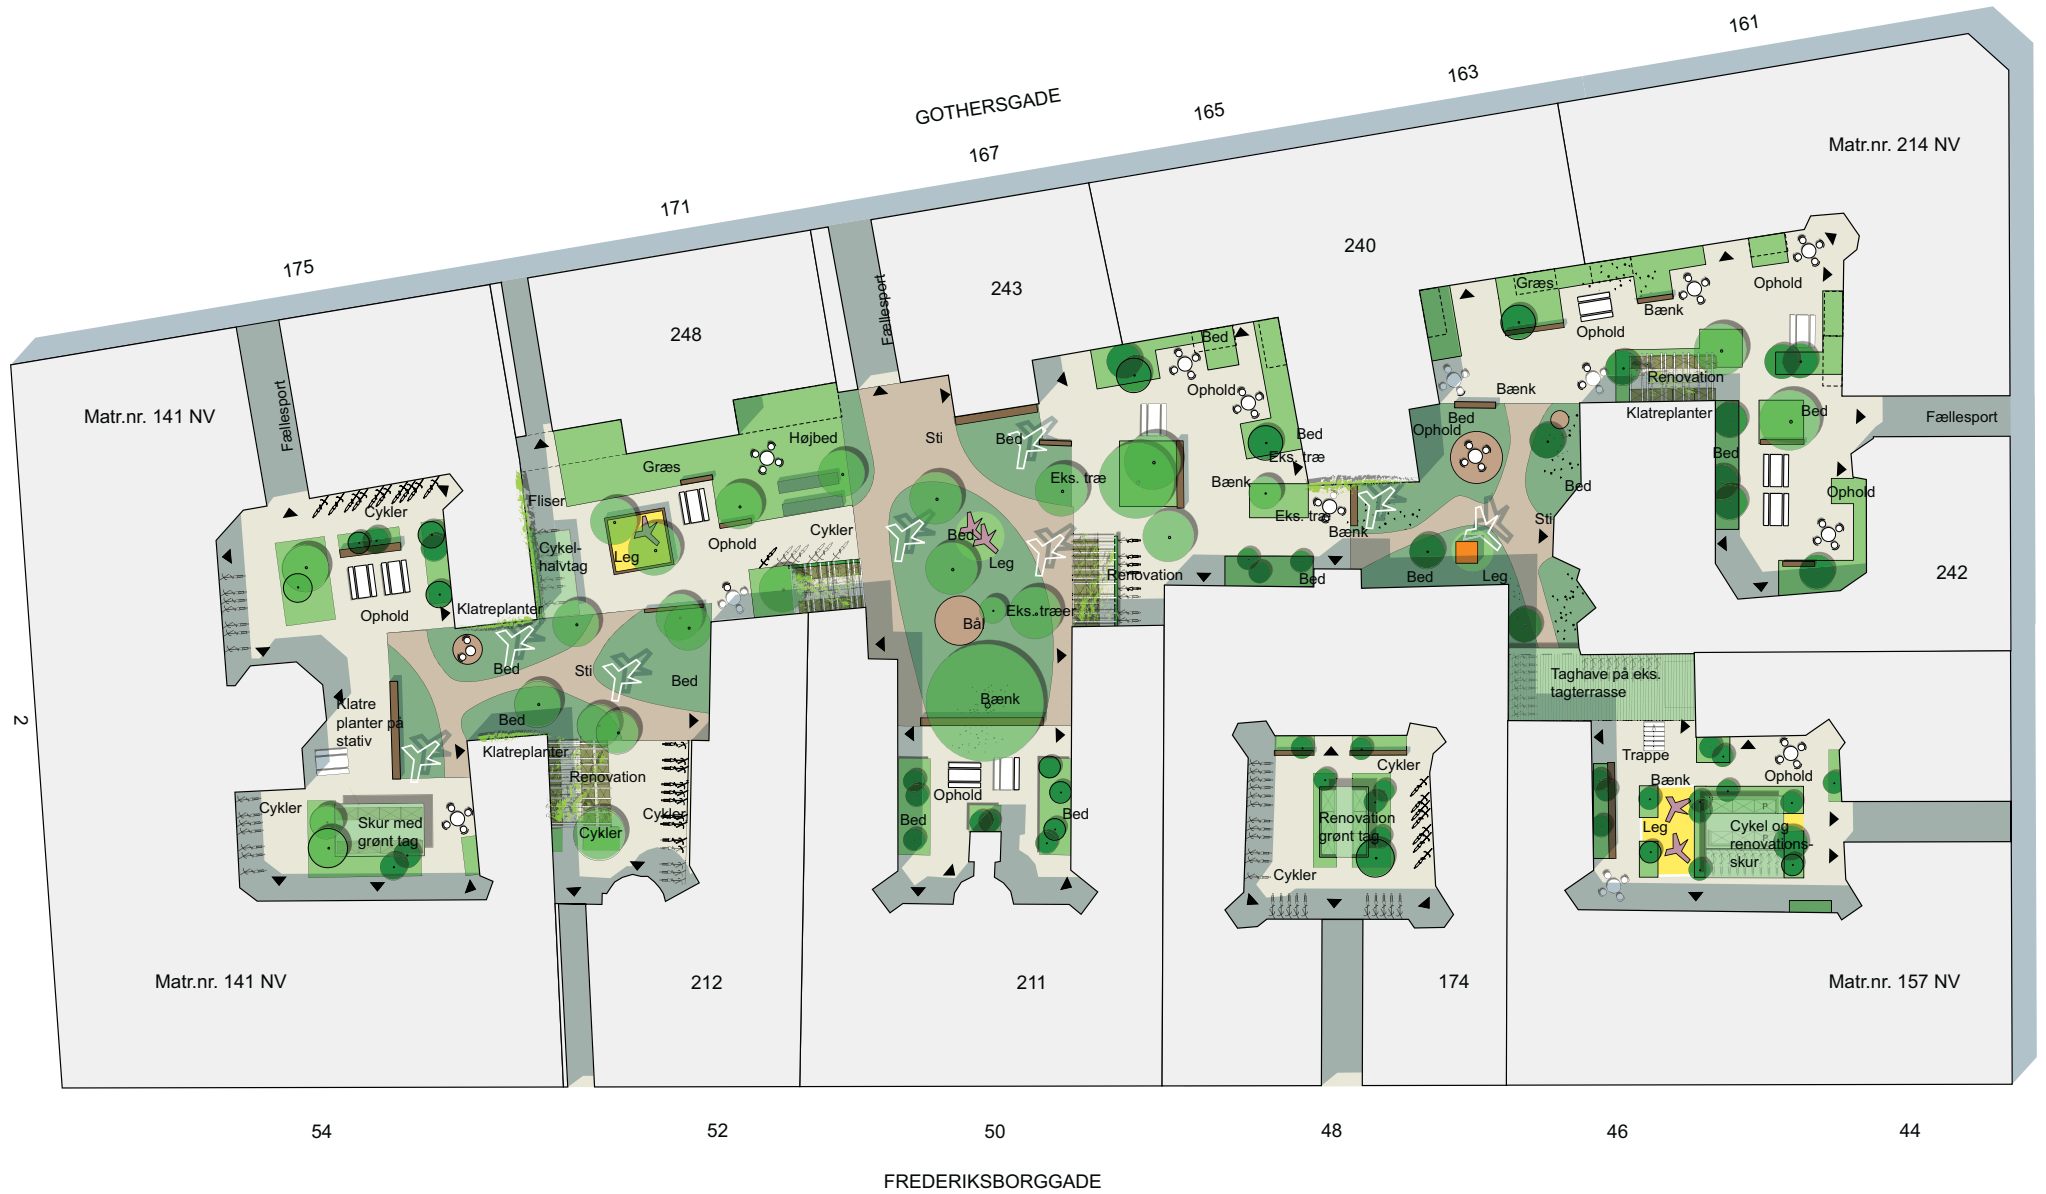 161
163
GOTHERSGADE
165
167
171
175
Matr.nr. 214 NV
240
243
248
Fællesport
Fællesport
Matr.nr. 141 NV
Græs
Ophold
Bænk
Ophold
Bed
Ophold
Renovation
Bænk
Klatreplanter
Bed
Fællesport
Højbed
Sti
Bed
Bed
Eks. træ
Bed
Ophold
Græs
Eks. træ
Bænk
Bed
Bed
Ophold
Fliser
Cykler
Eks. træ
Bænk
Sti
Cykler
Ophold
Cykel-
halvtag
Leg
Bed
Leg
Renovation
Bed
Bed
Leg
242
Klatreplanter
Ophold
Eks. træer
Bål
Bed
Sti
Bed
Taghave på eks.
tagterrasse
Klatre
planter på
stativ
Bed
Klatreplanter
Bænk
2
Renovation
Trappe
Bænk
Ophold
Cykler
Cykler
Skur med
grønt tag
Cykler
Cykler
Ophold
Bed
Bed
Renovation
grønt tag
Leg
Cykel og
renovations-
skur
Cykler
Matr.nr. 141 NV
212
211
174
Matr.nr. 157 NV
54
52
50
48
46
44
FREDERIKSBORGGADE